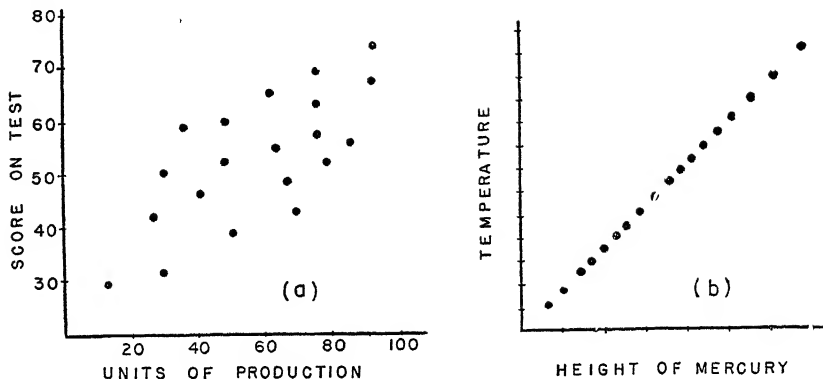 80
70
60
50
40
30
SCORE ON TEST
(a)
20 40 60 80 100
UNITS OF PRODUCTION
TEMPERATURE
(b)
HEIGHT OF MERCURY